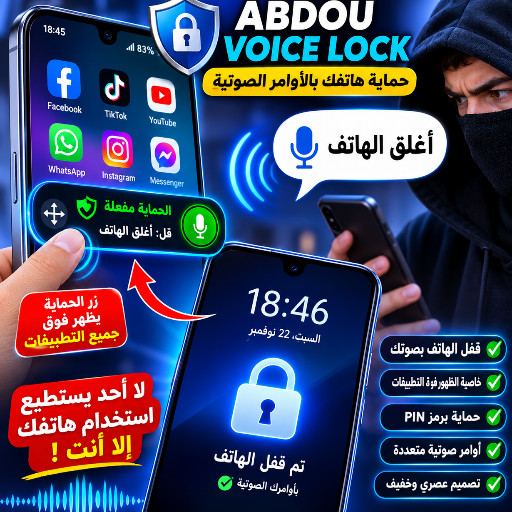 ABDOU
VOICE LOCK
حماية هاتفك بالأوامر الصوتية
18:45
83%
Facebook
TikTok
YouTube
WhatsApp
Instagram
Messenger
أغلق الهاتف
الحماية مفعلة
قل: أغلق الهاتف
زر الحماية
يظهر فوق
جميع التطبيقات
18:46
السبت، 22 نوفمبر
تم قفل الهاتف
بأوامرك الصوتية
لا أحد يستطيع
استخدام هاتفك
إلا أنت !
قفل الهاتف بصوتك
خاصية الظهور فوق التطبيقات
حماية برمز PIN
أوامر صوتية متعددة
تصميم عصري وخفيف